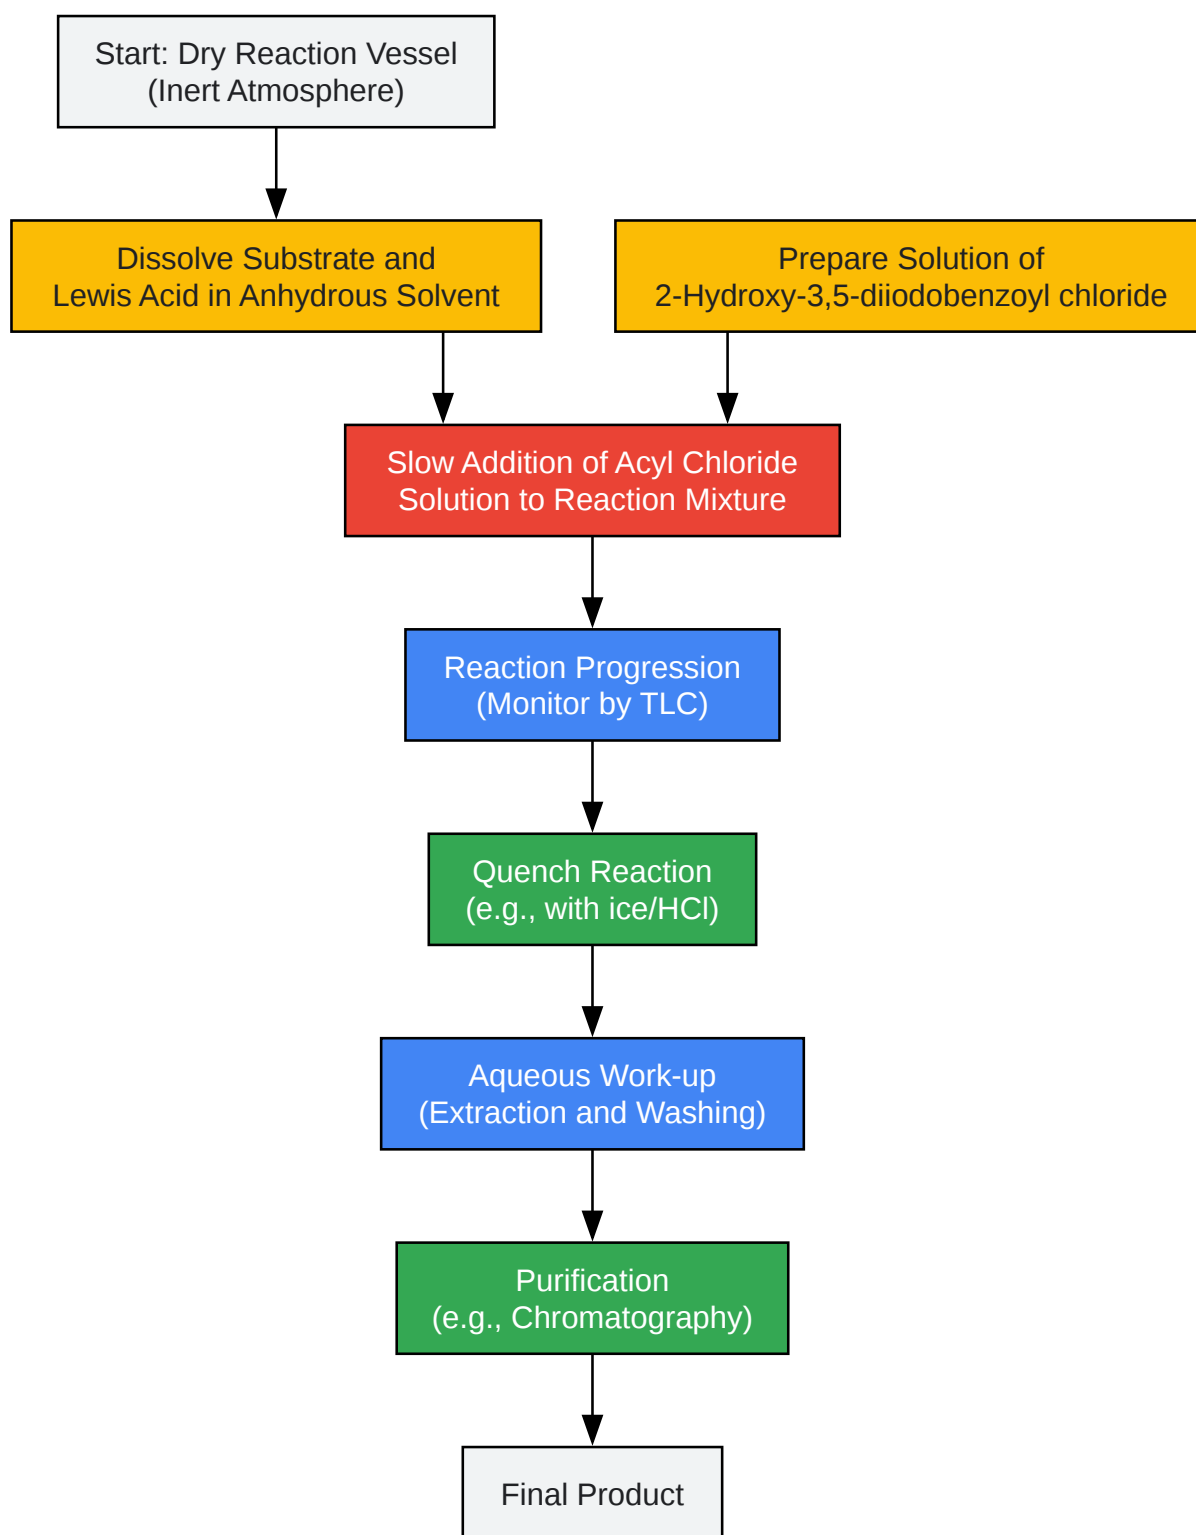 Start: Dry Reaction Vessel
(Inert Atmosphere)
Dissolve Substrate and
Lewis Acid in Anhydrous Solvent
Prepare Solution of
2-Hydroxy-3,5-diiodobenzoyl chloride
Slow Addition of Acyl Chloride
Solution to Reaction Mixture
Reaction Progression
(Monitor by TLC)
Quench Reaction
(e.g., with ice/HCl)
Aqueous Work-up
(Extraction and Washing)
Purification
(e.g., Chromatography)
Final Product